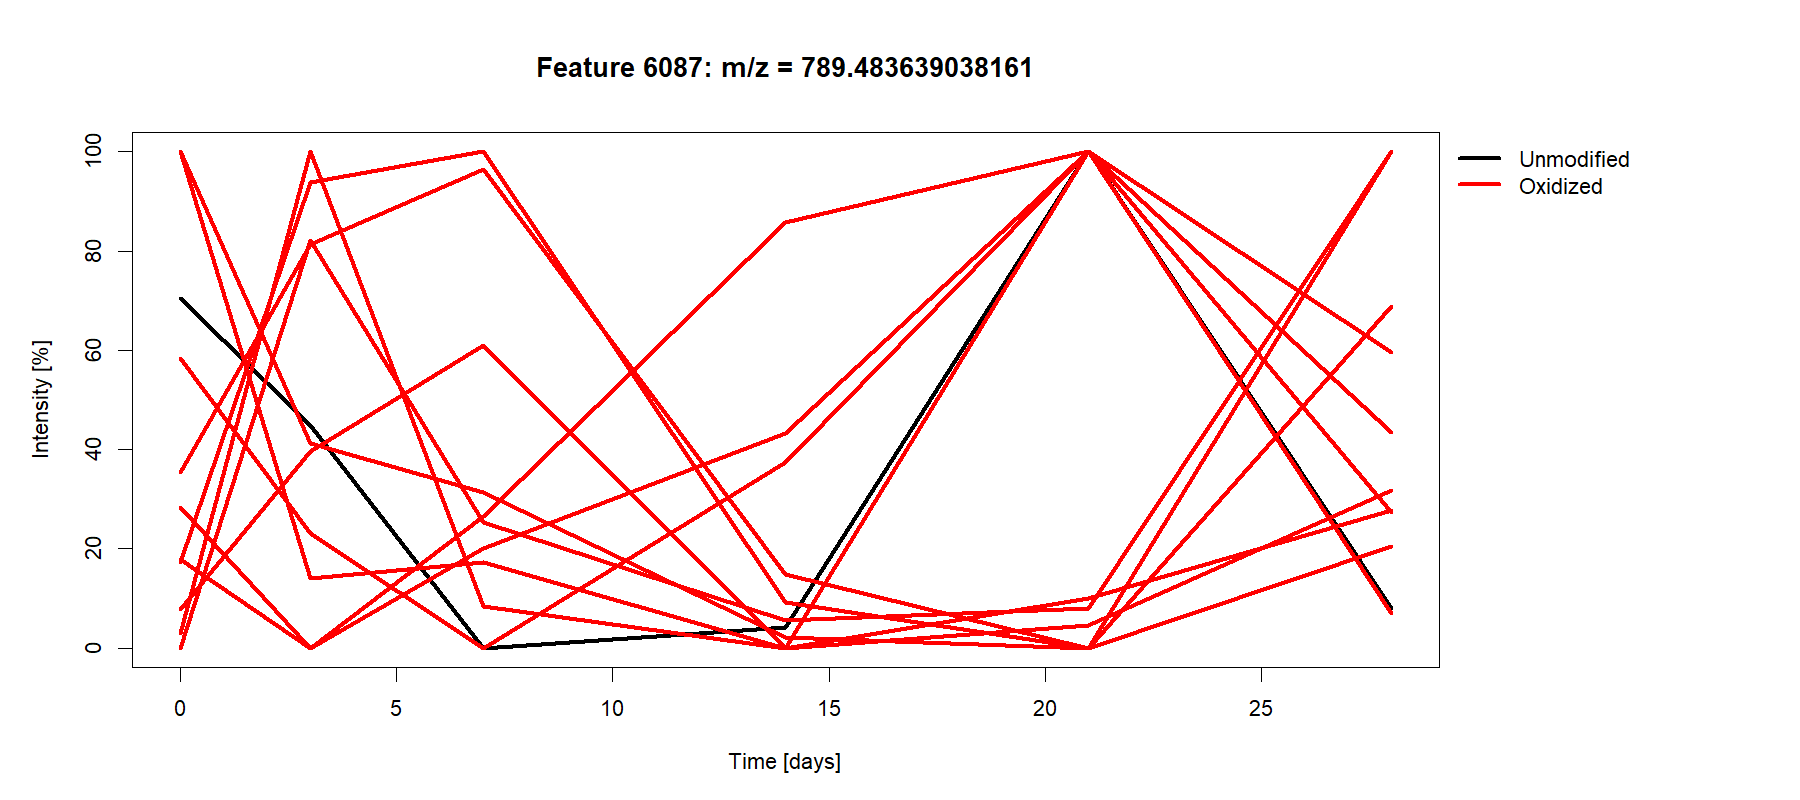 Feature 6087: m/z = 789.483639038161
Unmodified
Oxidized
Intensity [%]
100
80
60
40
20
0
0 5 10 15 20 25
Time [days]